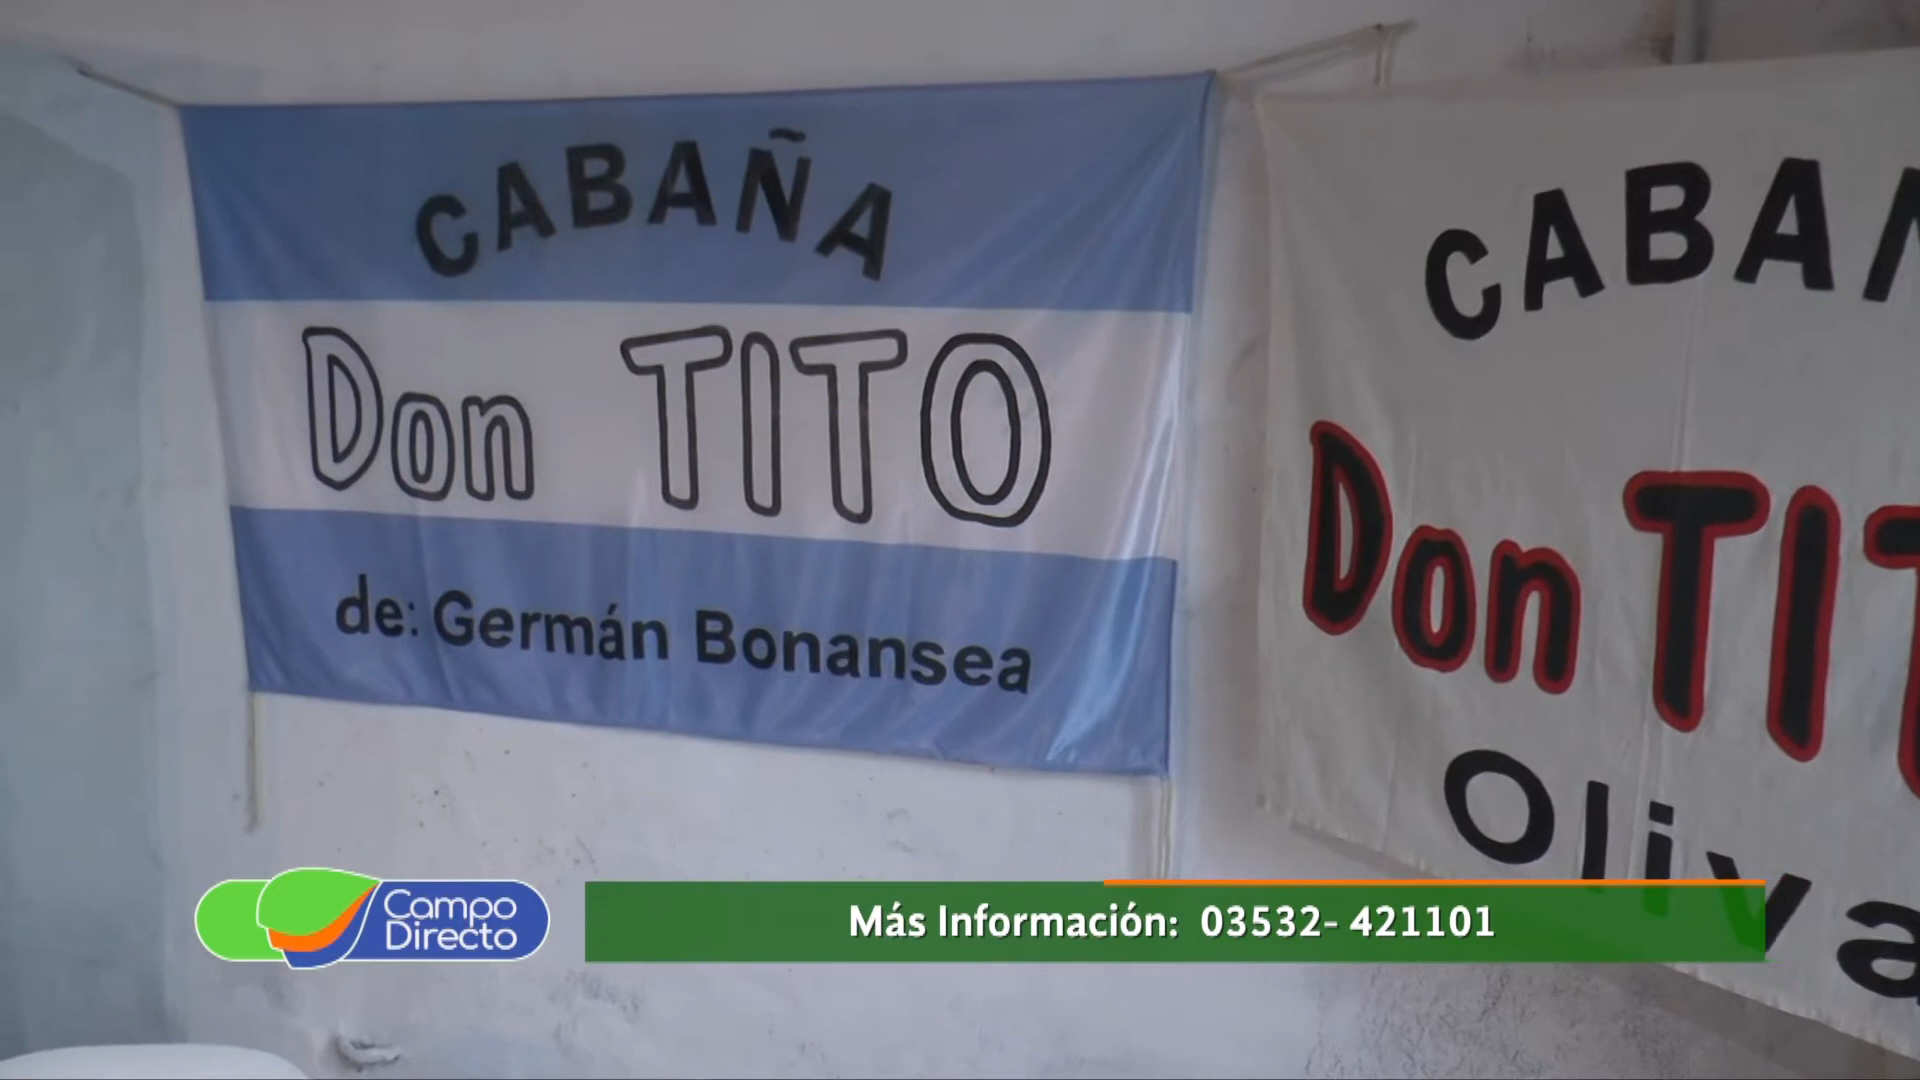 CABAÑA
Don TITO
de: Germán Bonansea
CABAÑ
Don TIT
Oliva
Campo
Directo
Más Información: 03532- 421101